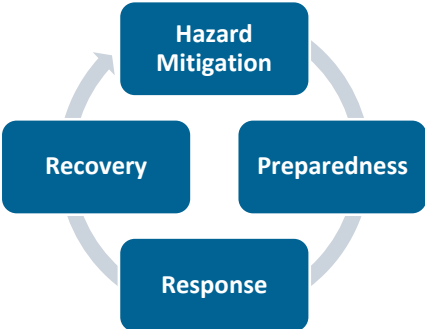 Hazard
Mitigation
Recovery
Preparedness
Response